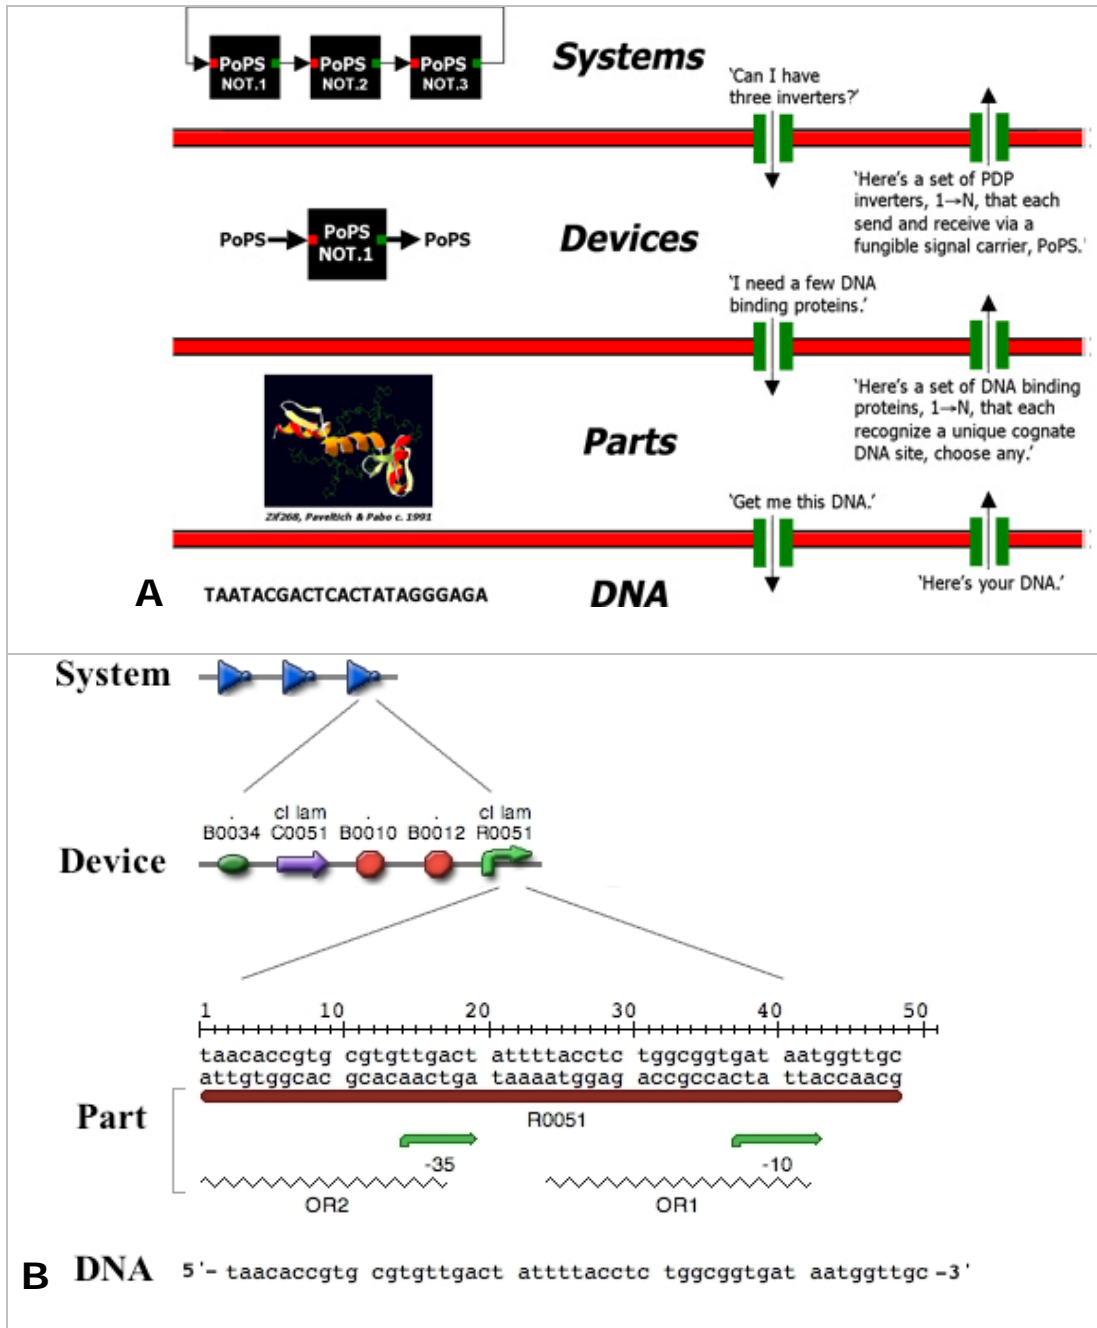 PoPS NOT.1
PoPS NOT.2
PoPS NOT.3
Systems
'Can I have
three inverters?'
'Here's a set of PDP
inverters, 1→N, that each
send and receive via a
fungible signal carrier, PoPS.'
PoPS
PoPS
NOT.1
PoPS
Devices
'I need a few DNA
binding proteins.'
'Here's a set of DNA binding
proteins, 1→N, that each
recognize a unique cognate
DNA site, choose any.'
Parts
Zif268, Paveltich & Pabo c. 1991
'Get me this DNA.'
'Here's your DNA.'
A
TAATACGACTCACTATAGGGAGA
DNA
System
. cI lam . . cI lam
B0034 C0051 B0010 B0012 R0051
Device
1 10 20 30 40 50
taacaccgtg cgtgttgact attttacctc tggcggtgat aatggttgc
attgtggcac gcacaactga taaaatggag accgccacta ttaccaacg
Part
R0051
-35 -10
OR2 OR1
B DNA 5'- taacaccgtg cgtgttgact attttacctc tggcggtgat aatggttgc -3'